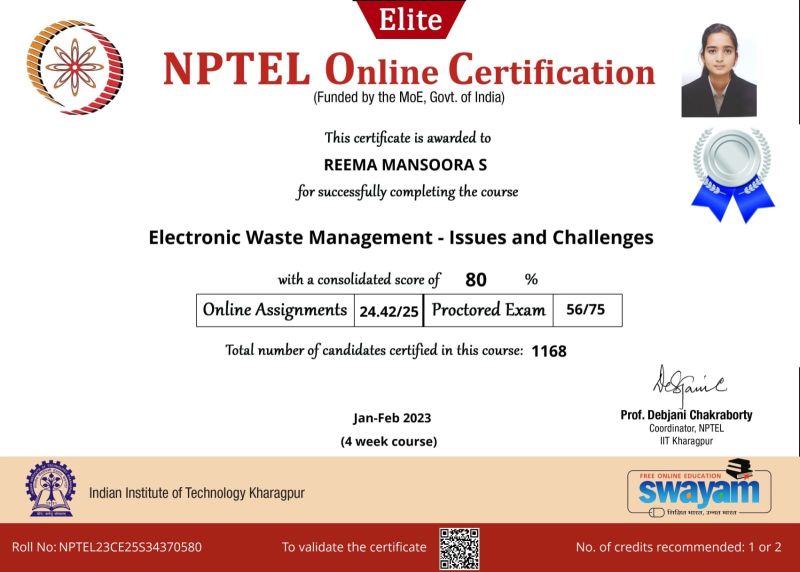 Elite
NPTEL Online Certification
(Funded by the MoE, Govt. of India)
This certificate is awarded to
REEMA MANSOORA S
for successfully completing the course
Electronic Waste Management - Issues and Challenges
with a consolidated score of 80 %
Online Assignments 24.42/25 Proctored Exam 56/75
Total number of candidates certified in this course: 1168
Jan-Feb 2023
(4 week course)
Prof. Debjani Chakraborty
Coordinator, NPTEL
IIT Kharagpur
Indian Institute of Technology Kharagpur
FREE ONLINE EDUCATION
swayam
शिक्षित भारत, उन्नत भारत
Roll No: NPTEL23CE25S34370580 To validate the certificate No. of credits recommended: 1 or 2